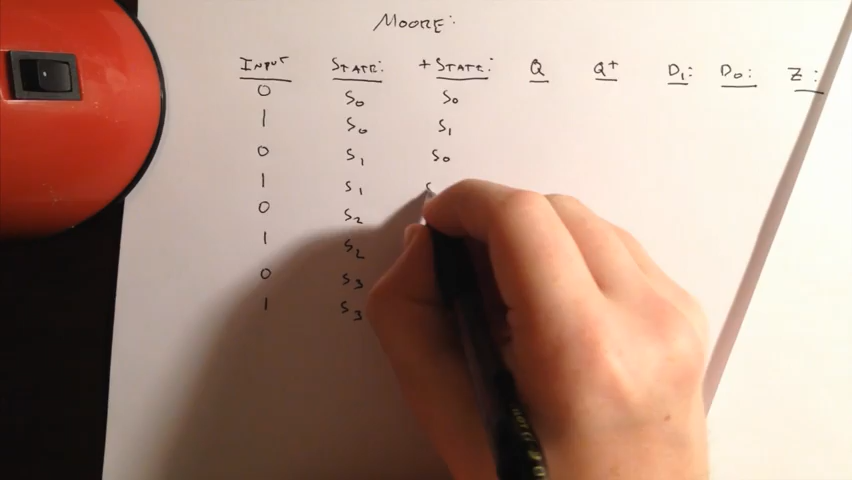 MOORE:
INPUT STATE: + STATE: Q Q+ D1: D0: Z:
0 S0 S0
1 S0 S1
0 S1 S0
1 S1 S
0 S2
1 S2
0 S3
1 S3